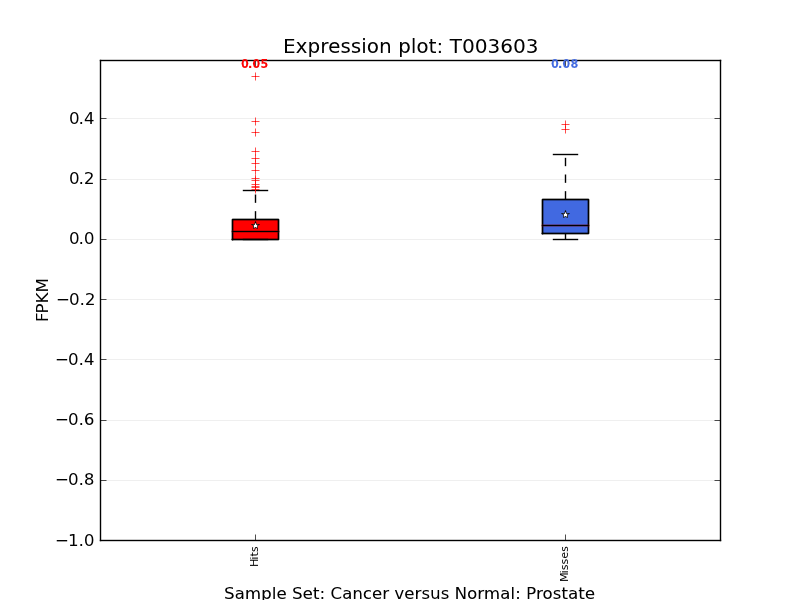 Expression plot: T003603
0.05
0.08
0.4
0.2
0.0
−0.2
−0.4
−0.6
−0.8
−1.0
FPKM
Hits
Misses
Sample Set: Cancer versus Normal: Prostate